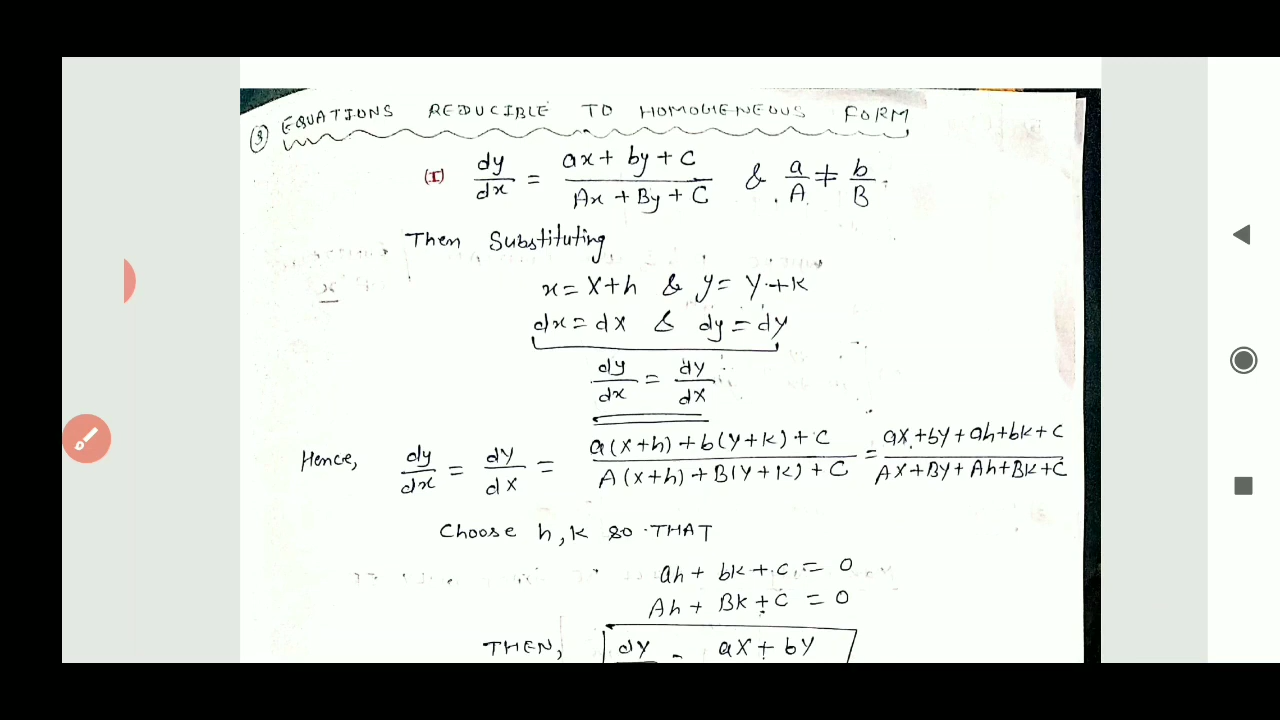 (3) EQUATIONS REDUCIBLE TO HOMOGENEOUS FORM
(I) dy/dx = (ax + by + c)/(Ax + By + C) & a/A ≠ b/B.
Then Substituting
x = X+h & y = Y+k
dx = dX & dy = dY
dy/dx = dY/dX
Hence, dy/dx = dY/dX = (a(X+h) + b(Y+k) + c)/(A(X+h) + B(Y+k) + C) = (aX+bY+ah+bk+c)/(AX+BY+Ah+Bk+C)
Choose h, k so THAT
ah + bk + c = 0
Ah + Bk + C = 0
THEN, dY = aX + bY